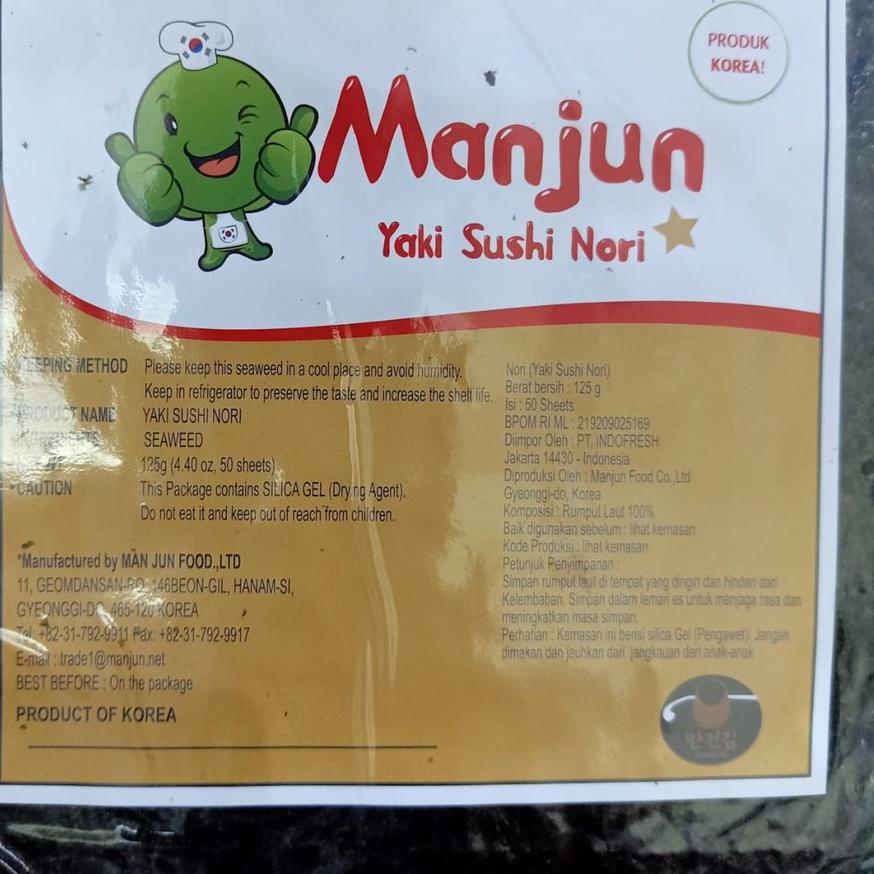 PRODUK
KOREA!
Manjun
Yaki Sushi Nori
KEEPING METHOD Please keep this seaweed in a cool place and avoid humidity.
Keep in refrigerator to preserve the taste and increase the shelf life.
PRODUCT NAME YAKI SUSHI NORI
INGREDIENTS SEAWEED
125g (4.40 oz, 50 sheets)
CAUTION This Package contains SILICA GEL (Drying Agent).
Do not eat it and keep out of reach from children.
*Manufactured by MAN JUN FOOD.,LTD
11, GEOMDANSAN-RO, 146BEON-GIL, HANAM-SI,
GYEONGGI-DO, 465-120 KOREA
Tel: +82-31-792-9911 Fax: +82-31-792-9917
E-mail : trade1@manjun.net
BEST BEFORE : On the package
PRODUCT OF KOREA
Nori (Yaki Sushi Nori)
Berat bersih : 125 g
Isi : 50 Sheets
BPOM RI ML : 219209025169
Diimpor Oleh : PT. INDOFRESH
Jakarta 14430 - Indonesia
Diproduksi Oleh : Manjun Food Co.,Ltd
Gyeonggi-do, Korea
Komposisi : Rumput Laut 100%
Baik digunakan sebelum : lihat kemasan
Kode Produksi : lihat kemasan
Petunjuk Penyimpanan :
Simpan rumput laut di tempat yang dingin dan hindari dari
Kelembaban. Simpan dalam lemari es untuk menjaga rasa dan
meningkatkan masa simpan.
Perhatian : Kemasan ini berisi silica Gel (Pengawet). Jangan
dimakan dan jauhkan dari jangkauan dari anak-anak
만전김